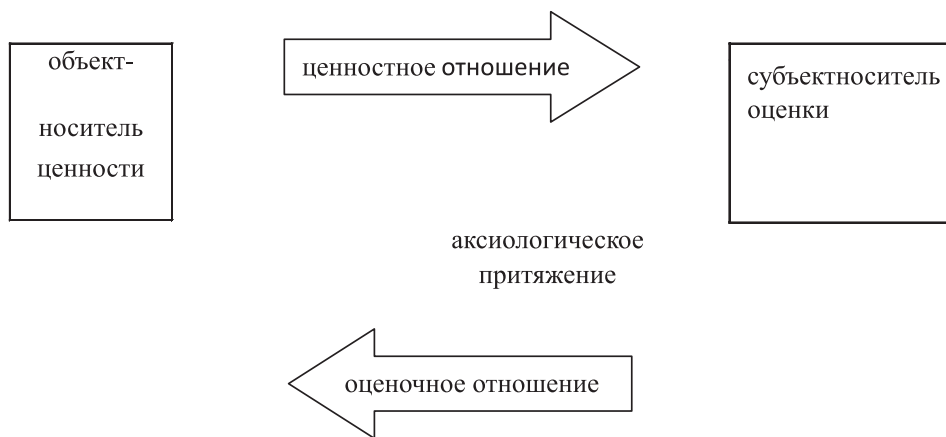 объект-
носитель
ценности
ценностное отношение
субъектноситель
оценки
аксиологическое
притяжение
оценочное отношение